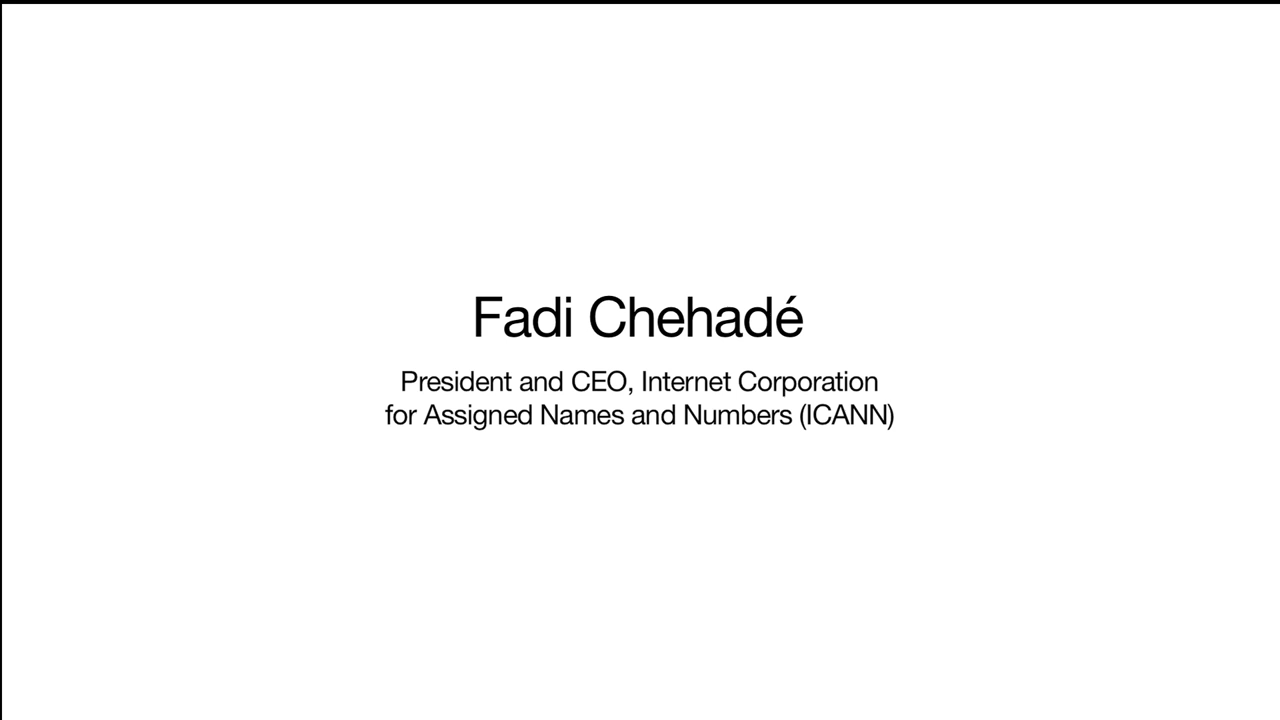 Fadi Chehadé
President and CEO, Internet Corporation
for Assigned Names and Numbers (ICANN)